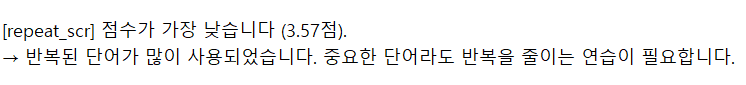 [repeat_scr] 점수가 가장 낮습니다 (3.57점).
→ 반복된 단어가 많이 사용되었습니다. 중요한 단어라도 반복을 줄이는 연습이 필요합니다.